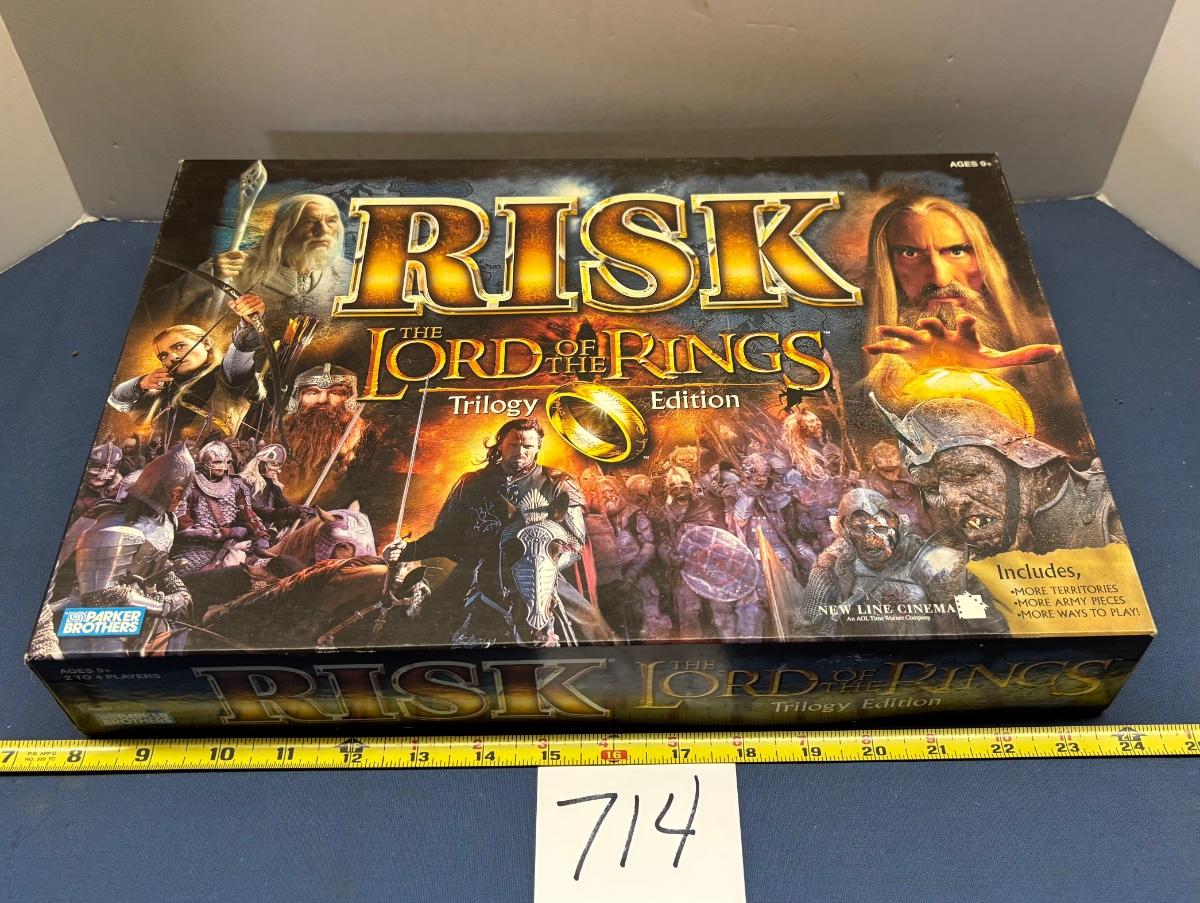 AGES 9+
RISK
THE LORD OF THE RINGS™
Trilogy Edition
PARKER BROTHERS
NEW LINE CINEMA
An AOL Time Warner Company
Includes,
•MORE TERRITORIES
•MORE ARMY PIECES
•MORE WAYS TO PLAY!
AGES 9+
2 TO 4 PLAYERS
PARKER BROTHERS
RISK
THE LORD OF THE RINGS
Trilogy Edition
7 8 9 10 11 12 13 14 15 16 17 18 19 20 21 22 23 24 25
714